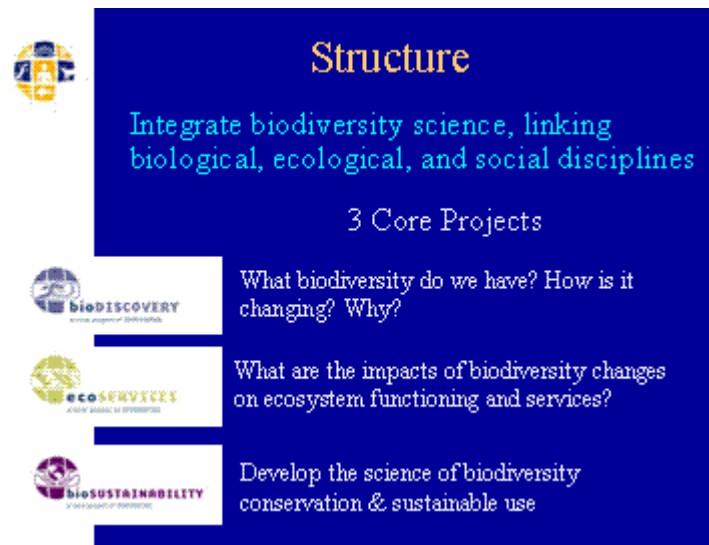 Structure
Integrate biodiversity science, linking
biological, ecological, and social disciplines
3 Core Projects
bioDISCOVERY
What biodiversity do we have? How is it
changing? Why?
ecoSERVICES
What are the impacts of biodiversity changes
on ecosystem functioning and services?
bioSUSTAINABILITY
Develop the science of biodiversity
conservation & sustainable use